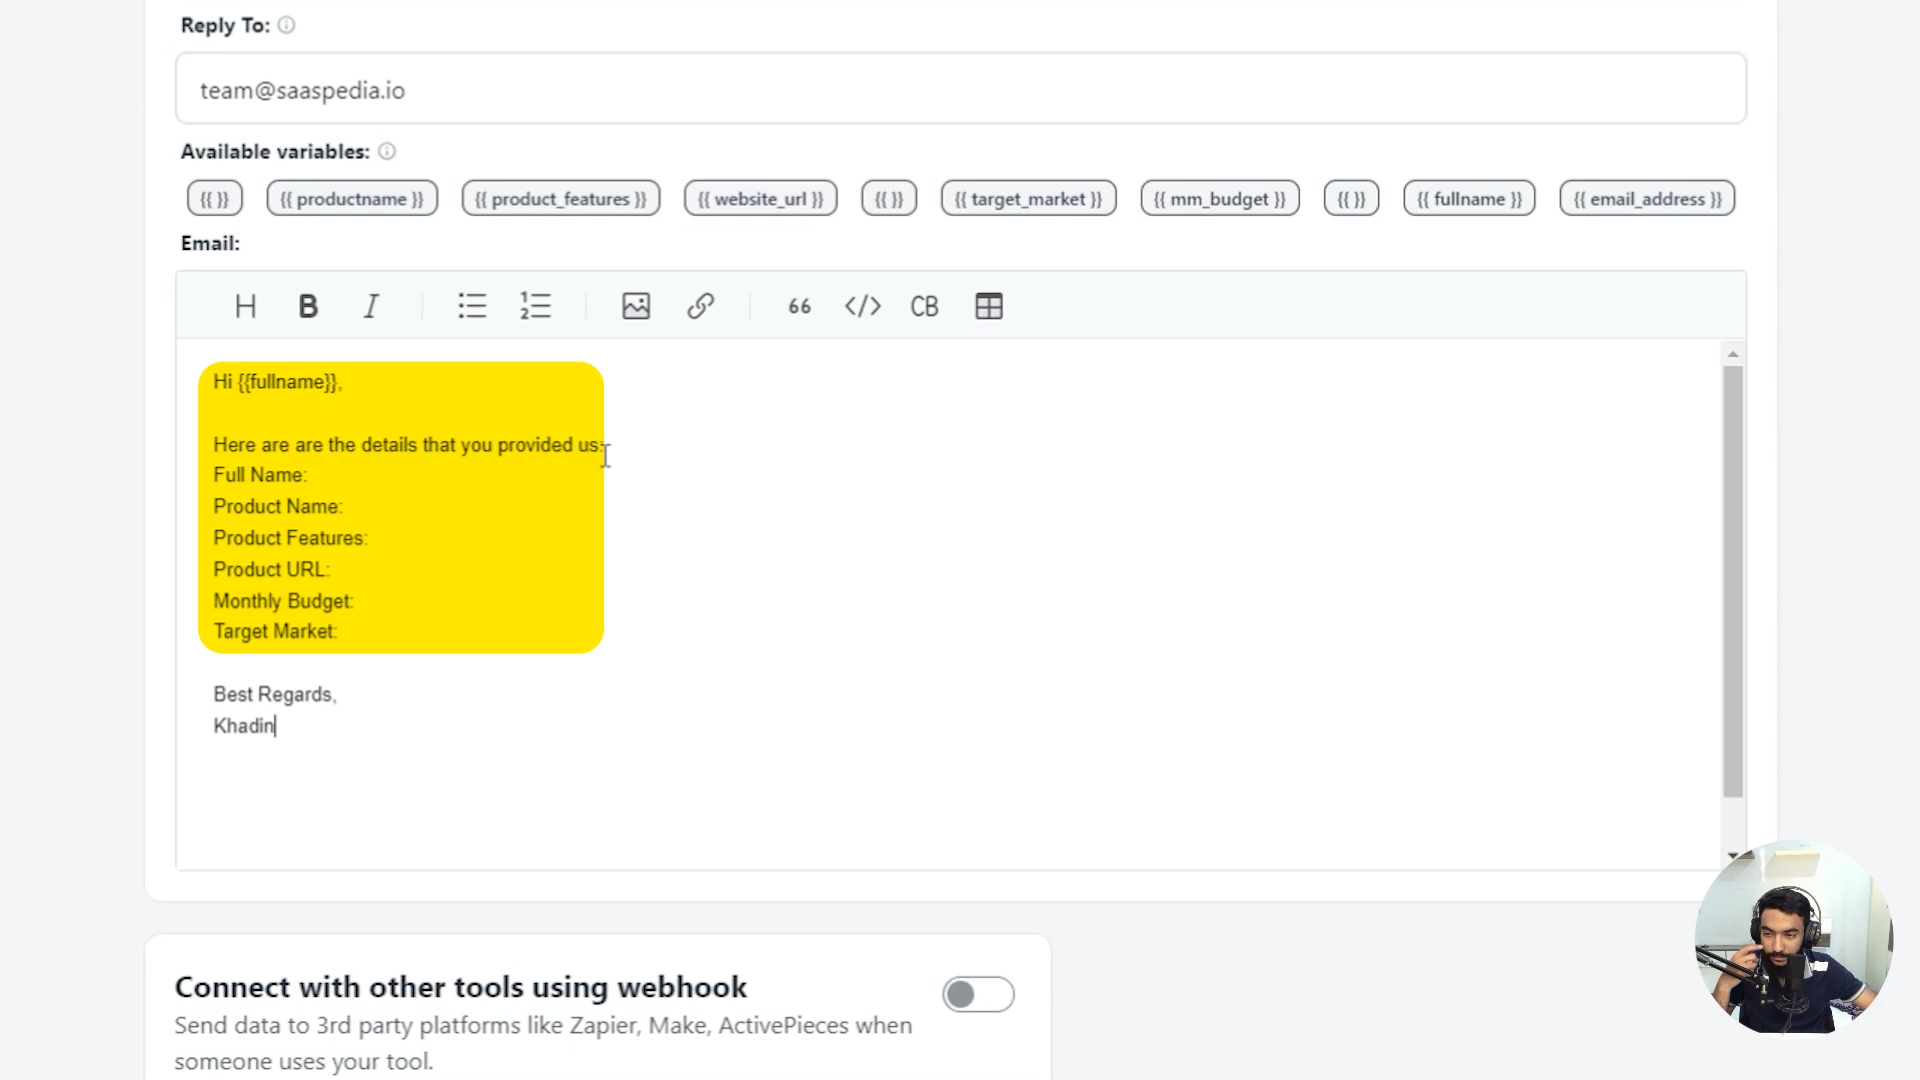 Reply To:
team@saaspedia.io
Available variables:
{{ }} {{ productname }} {{ product_features }} {{ website_url }} {{ }} {{ target_market }} {{ mm_budget }} {{ }} {{ fullname }} {{ email_address }}
Email:
H B I 66 </> CB
Hi {{fullname}},
Here are are the details that you provided us:
Full Name:
Product Name:
Product Features:
Product URL:
Monthly Budget:
Target Market:
Best Regards,
Khadin
Connect with other tools using webhook
Send data to 3rd party platforms like Zapier, Make, ActivePieces when
someone uses your tool.